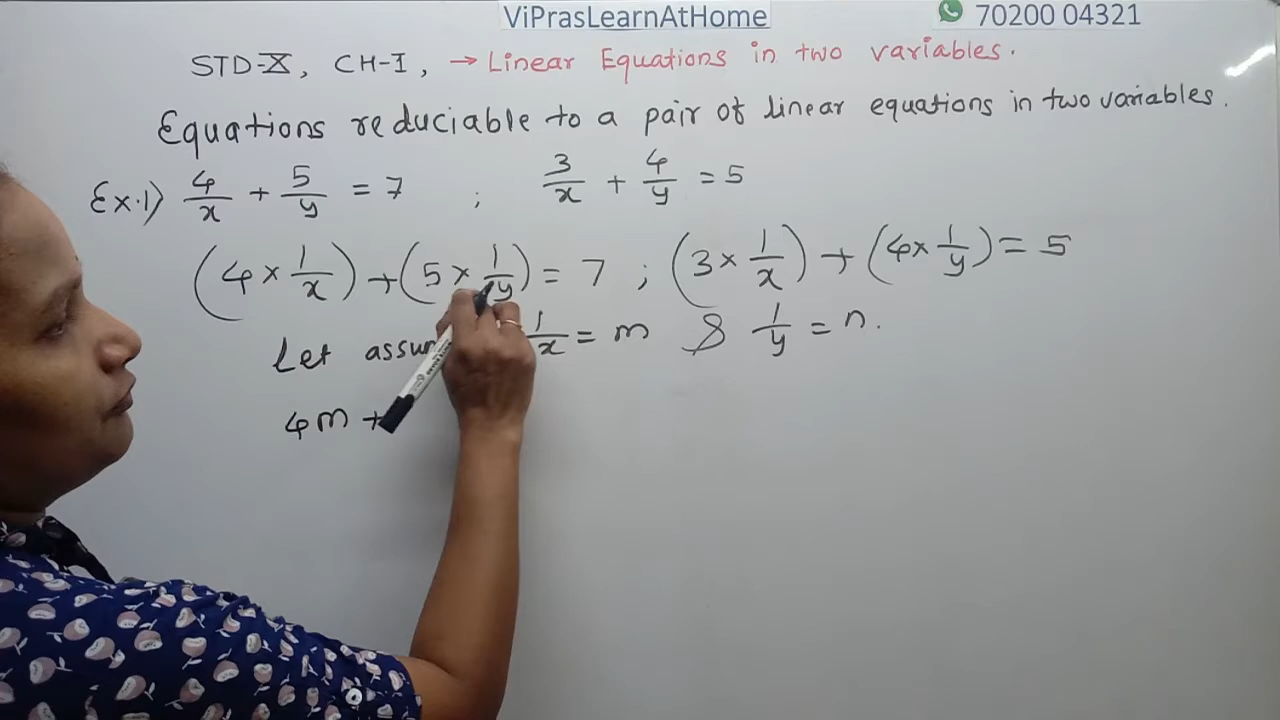 ViPrasLearnAtHome 70200 04321
STD-X, CH-I, → Linear Equations in two variables.
Equations reduciable to a pair of linear equations in two variables.
Ex.1) 4/x + 5/y = 7 ; 3/x + 4/y = 5
(4 × 1/x) + (5 × 1/y) = 7 ; (3 × 1/x) + (4 × 1/y) = 5
Let 1/x = m & 1/y = n.
4m +